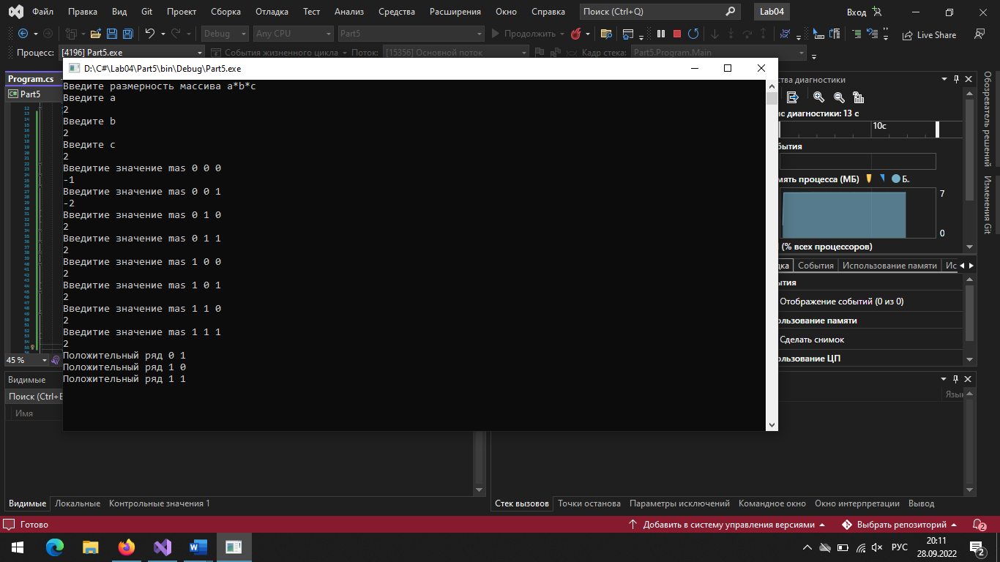 Файл Правка Вид Git Проект Сборка Отладка Тест Анализ Средства Расширения Окно Справка Поиск (Ctrl+Q) Lab04 Вход
Debug Any CPU Part5 Продолжить Live Share
Процесс: [4196] Part5.exe События жизненного цикла Поток: [15356] Основной поток Кадр стека: Part5.Program.Main
D:\C#\Lab04\Part5\bin\Debug\Part5.exe
Program.cs
C# Part5
Введите размерность массива a*b*c
Введите a
2
Введите b
2
Введите c
2
Введитие значение mas 0 0 0
-1
Введитие значение mas 0 0 1
-2
Введитие значение mas 0 1 0
2
Введитие значение mas 0 1 1
2
Введитие значение mas 1 0 0
2
Введитие значение mas 1 0 1
2
Введитие значение mas 1 1 0
2
Введитие значение mas 1 1 1
2
Положительный ряд 0 1
Положительный ряд 1 0
Положительный ряд 1 1
45 %
ства диагностики
с диагностики: 13 с
10с
бытия
мять процесса (МБ) Б..
7
0
(% всех процессоров)
дка События Использование памяти Ис
ытия
Отображение событий (0 из 0)
ользование памяти
Сделать снимок
ользование ЦП
Обозреватель решений
Изменения Git
Видимые
Поиск (Ctrl+E
Имя
Язык
Видимые Локальные Контрольные значения 1
Стек вызовов Точки останова Параметры исключений Командное окно Окно интерпретации Вывод
Готово Добавить в систему управления версиями Выбрать репозиторий 2
РУС 20:11
28.09.2022 2